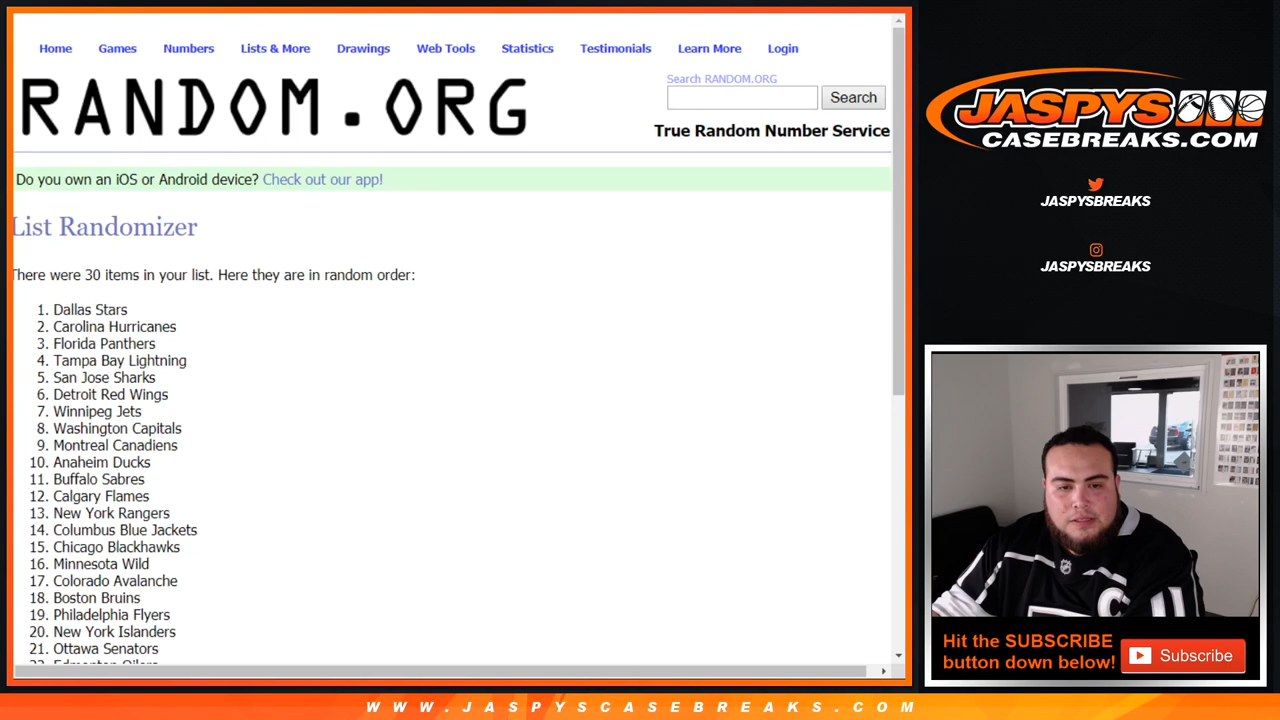 Home Games Numbers Lists & More Drawings Web Tools Statistics Testimonials Learn More Login
RANDOM.ORG
Search RANDOM.ORG
Search
True Random Number Service
Do you own an iOS or Android device? Check out our app!
List Randomizer
There were 30 items in your list. Here they are in random order:
1. Dallas Stars
2. Carolina Hurricanes
3. Florida Panthers
4. Tampa Bay Lightning
5. San Jose Sharks
6. Detroit Red Wings
7. Winnipeg Jets
8. Washington Capitals
9. Montreal Canadiens
10. Anaheim Ducks
11. Buffalo Sabres
12. Calgary Flames
13. New York Rangers
14. Columbus Blue Jackets
15. Chicago Blackhawks
16. Minnesota Wild
17. Colorado Avalanche
18. Boston Bruins
19. Philadelphia Flyers
20. New York Islanders
21. Ottawa Senators
22. Edmonton Oilers
JASPYS
CASEBREAKS.COM
JASPYSBREAKS
JASPYSBREAKS
C
11
Hit the SUBSCRIBE
button down below!
Subscribe
WWW.JASPYSCASEBREAKS.COM